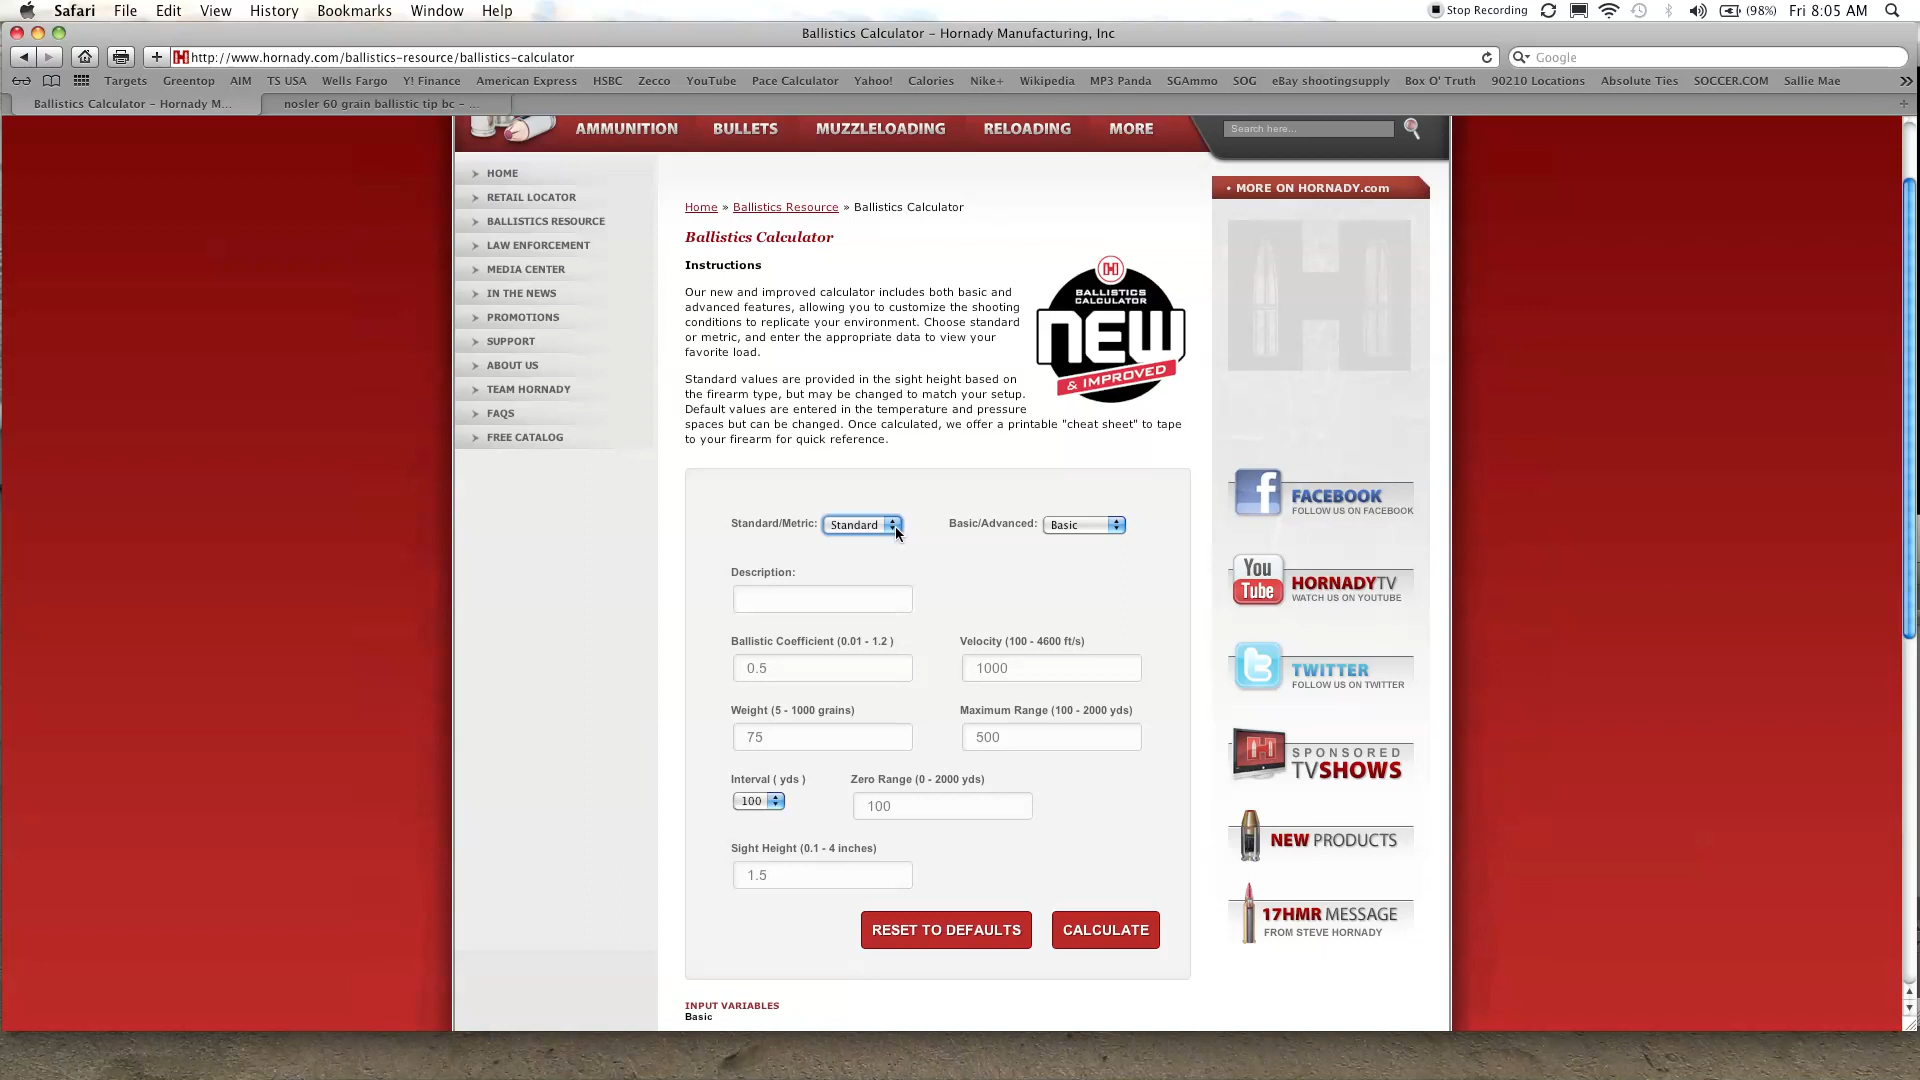 Safari File Edit View History Bookmarks Window Help Stop Recording (98%) Fri 8:05 AM
Ballistics Calculator – Hornady Manufacturing, Inc
http://www.hornady.com/ballistics-resource/ballistics-calculator Google
Targets Greentop AIM TS USA Wells Fargo Y! Finance American Express HSBC Zecco YouTube Pace Calculator Yahoo! Calories Nike+ Wikipedia MP3 Panda SGAmmo SOG eBay shootingsupply Box O' Truth 90210 Locations Absolute Ties SOCCER.COM Sallie Mae
Ballistics Calculator – Hornady M... nosler 60 grain ballistic tip bc – ...
AMMUNITION BULLETS MUZZLELOADING RELOADING MORE Search here...
HOME
RETAIL LOCATOR
BALLISTICS RESOURCE
LAW ENFORCEMENT
MEDIA CENTER
IN THE NEWS
PROMOTIONS
SUPPORT
ABOUT US
TEAM HORNADY
FAQS
FREE CATALOG
Home » Ballistics Resource » Ballistics Calculator
Ballistics Calculator
Instructions
Our new and improved calculator includes both basic and
advanced features, allowing you to customize the shooting
conditions to replicate your environment. Choose standard
or metric, and enter the appropriate data to view your
favorite load.
Standard values are provided in the sight height based on
the firearm type, but may be changed to match your setup.
Default values are entered in the temperature and pressure
spaces but can be changed. Once calculated, we offer a printable "cheat sheet" to tape
to your firearm for quick reference.
H
BALLISTICS
CALCULATOR
NEW
& IMPROVED
Standard/Metric: Standard Basic/Advanced: Basic
Description:
Ballistic Coefficient (0.01 - 1.2 ) Velocity (100 - 4600 ft/s)
0.5 1000
Weight (5 - 1000 grains) Maximum Range (100 - 2000 yds)
75 500
Interval ( yds ) Zero Range (0 - 2000 yds)
100 100
Sight Height (0.1 - 4 inches)
1.5
RESET TO DEFAULTS CALCULATE
INPUT VARIABLES
Basic
• MORE ON HORNADY.com
H
f FACEBOOK
FOLLOW US ON FACEBOOK
You Tube HORNADYTV
WATCH US ON YOUTUBE
t TWITTER
FOLLOW US ON TWITTER
H SPONSORED
TVSHOWS
NEW PRODUCTS
17HMR MESSAGE
FROM STEVE HORNADY